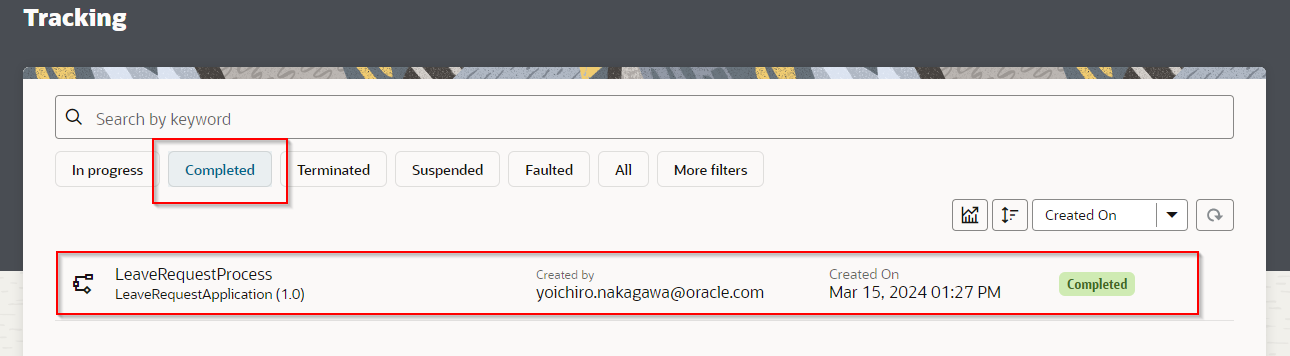 Tracking
Search by keyword
In progress Completed Terminated Suspended Faulted All More filters
Created On
LeaveRequestProcess Created by Created On
LeaveRequestApplication (1.0) yoichiro.nakagawa@oracle.com Mar 15, 2024 01:27 PM Completed